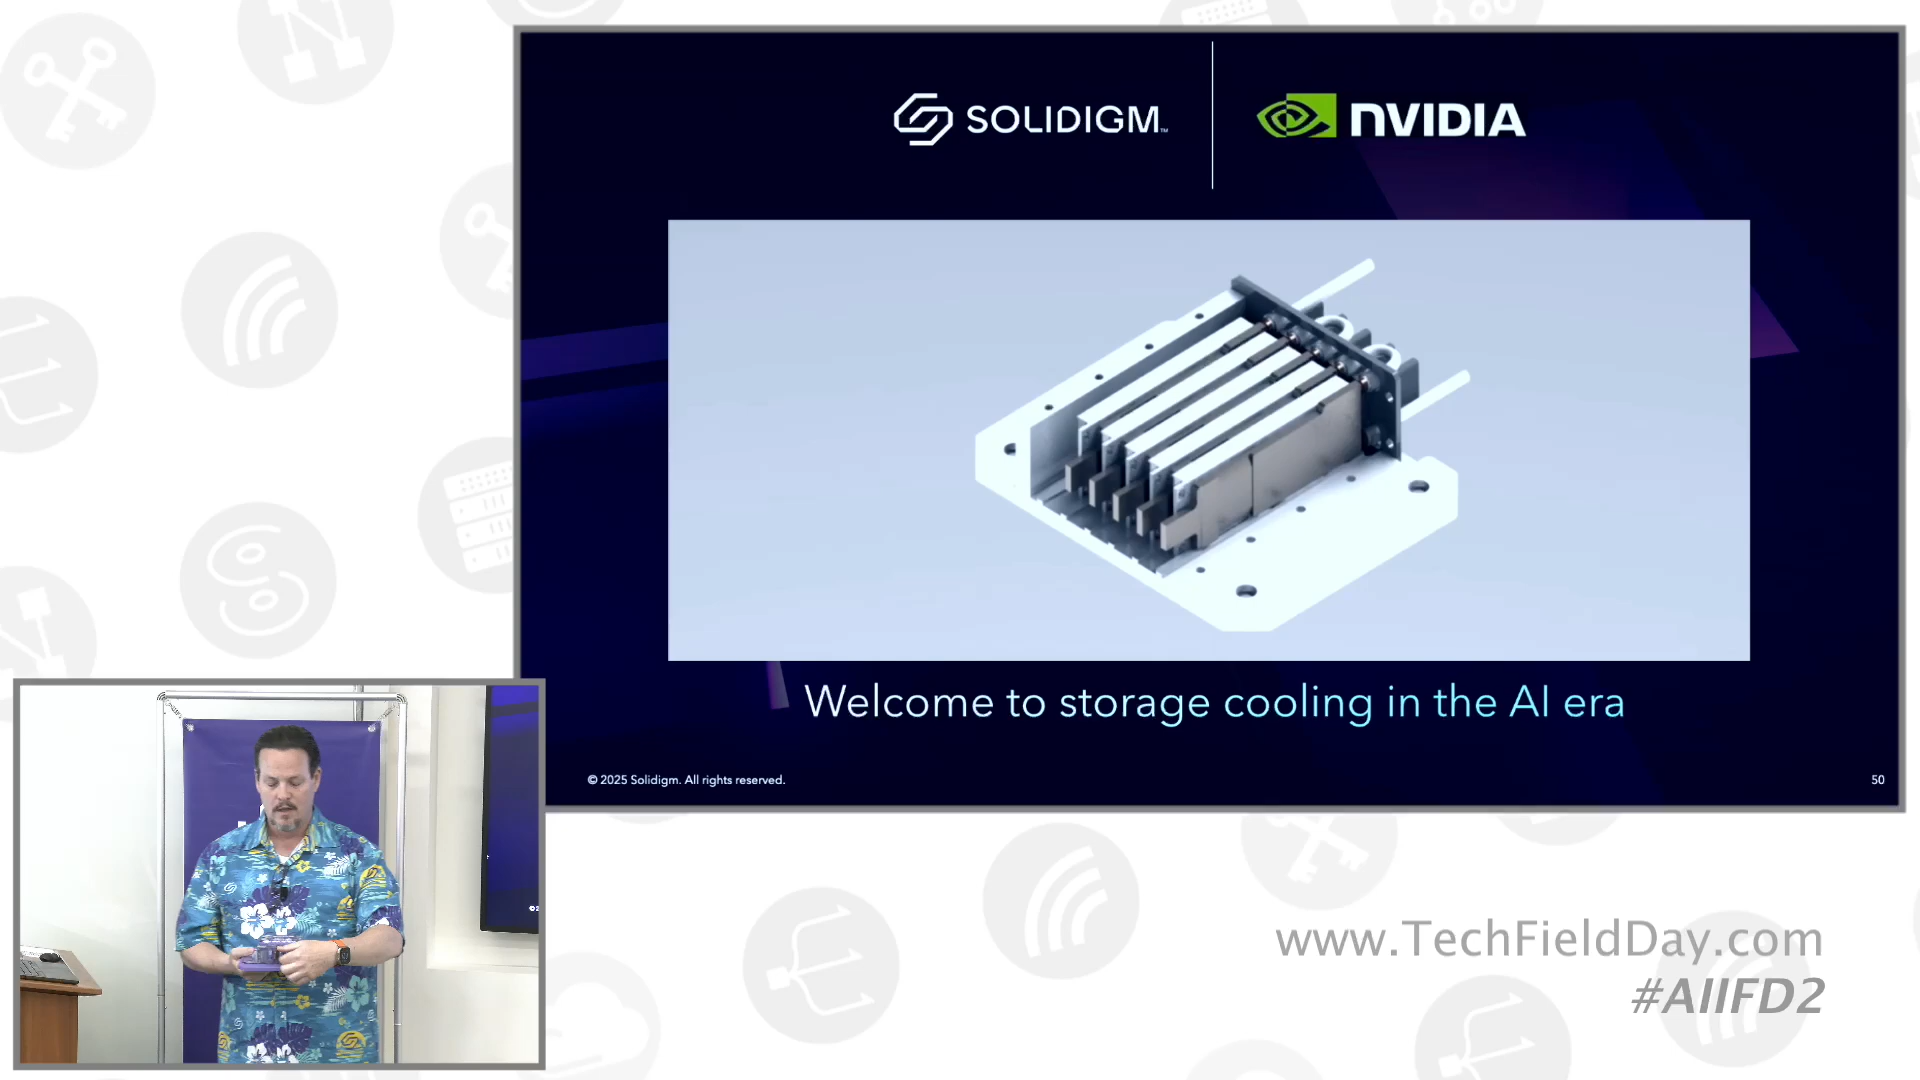 SOLIDIGM™
NVIDIA
Welcome to storage cooling in the AI era
© 2025 Solidigm. All rights reserved.
50
www.TechFieldDay.com
#AIIFD2